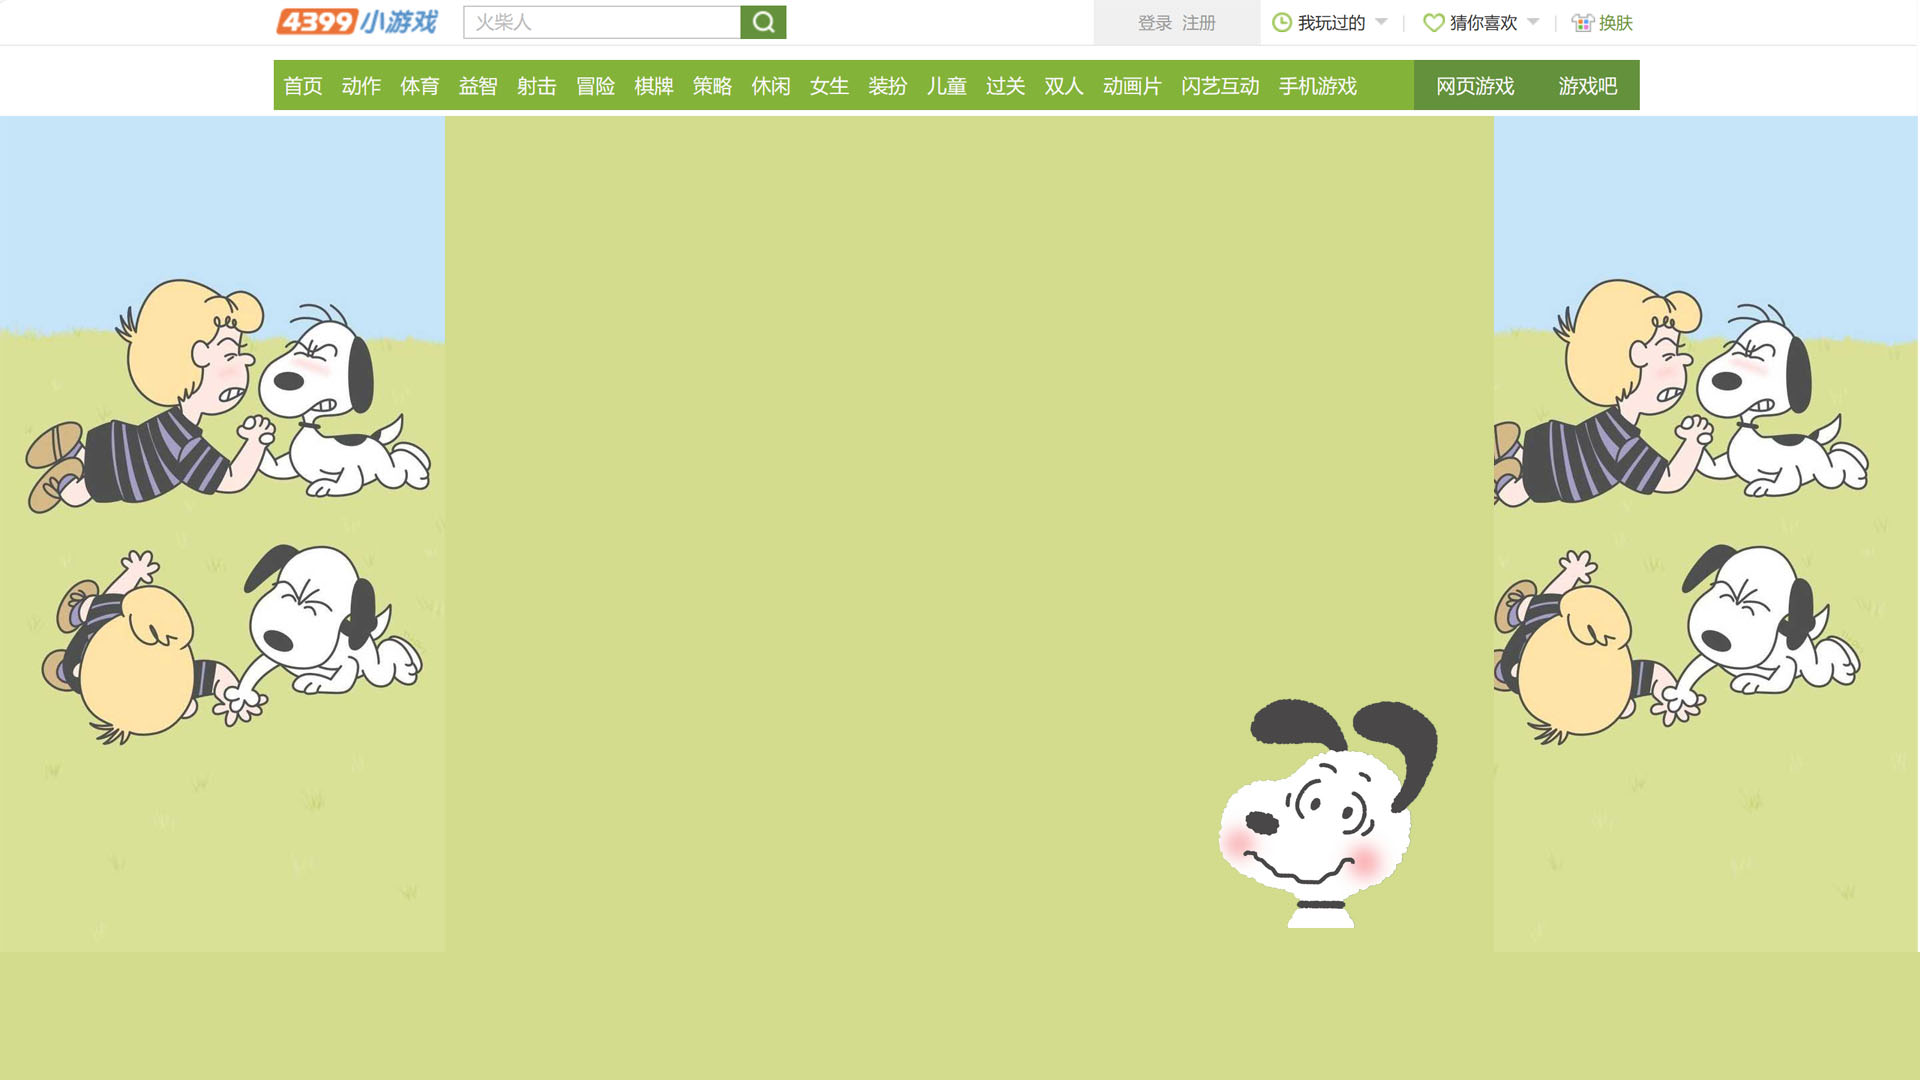 4399小游戏 火柴人 登录 注册 我玩过的 猜你喜欢 换肤
首页 动作 体育 益智 射击 冒险 棋牌 策略 休闲 女生 装扮 儿童 过关 双人 动画片 闪艺互动 手机游戏 网页游戏 游戏吧